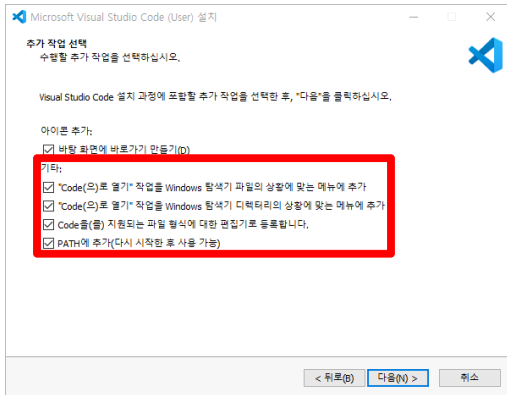 Microsoft Visual Studio Code (User) 설치
추가 작업 선택
수행할 추가 작업을 선택하십시오.
Visual Studio Code 설치 과정에 포함할 추가 작업을 선택한 후, "다음"을 클릭하십시오.
아이콘 추가:
바탕 화면에 바로가기 만들기(D)
기타:
"Code(으)로 열기" 작업을 Windows 탐색기 파일의 상황에 맞는 메뉴에 추가
"Code(으)로 열기" 작업을 Windows 탐색기 디렉터리의 상황에 맞는 메뉴에 추가
Code을(를) 지원되는 파일 형식에 대한 편집기로 등록합니다.
PATH에 추가(다시 시작한 후 사용 가능)
< 뒤로(B) 다음(N) > 취소